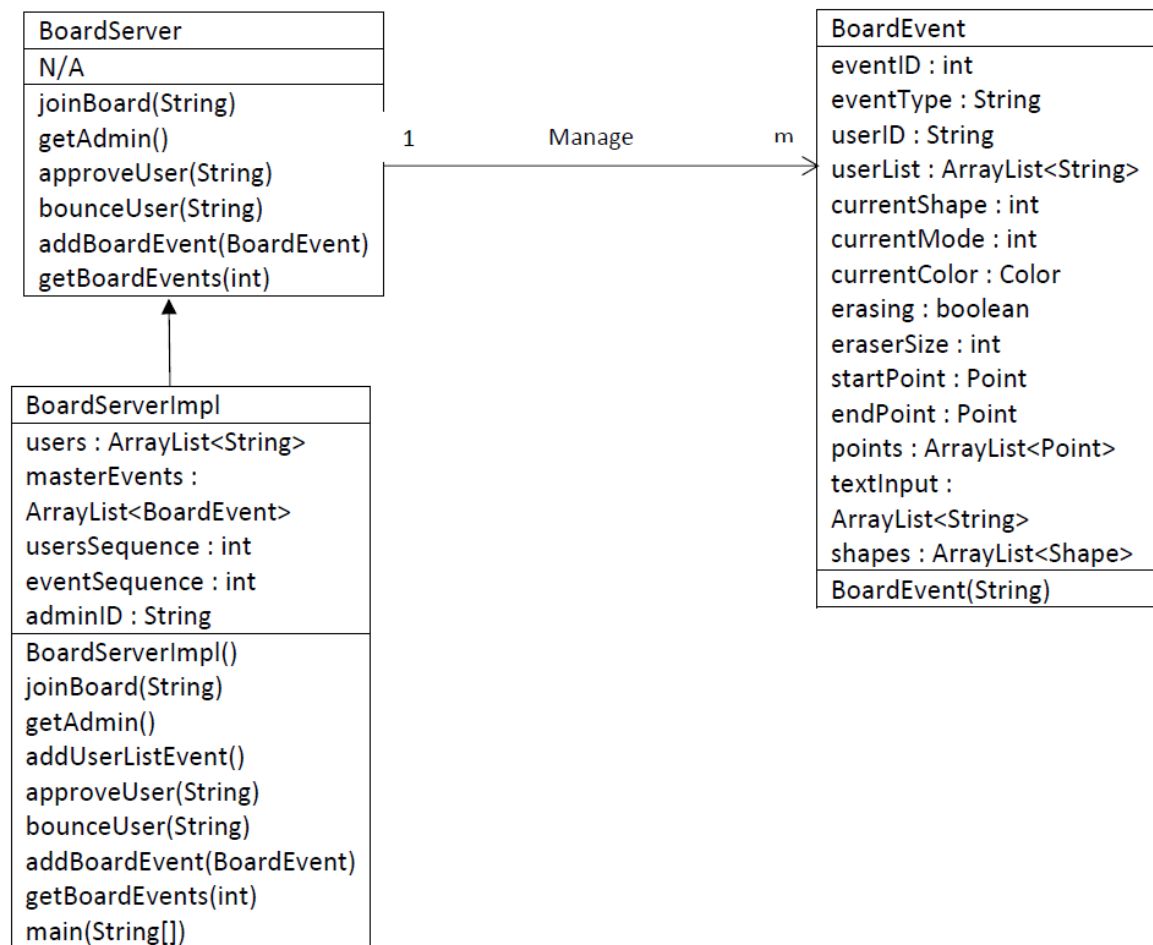 BoardServer
N/A
joinBoard(String)
getAdmin()
approveUser(String)
bounceUser(String)
addBoardEvent(BoardEvent)
getBoardEvents(int)
1 Manage m
BoardEvent
eventID : int
eventType : String
userID : String
userList : ArrayList<String>
currentShape : int
currentMode : int
currentColor : Color
erasing : boolean
eraserSize : int
startPoint : Point
endPoint : Point
points : ArrayList<Point>
textInput :
ArrayList<String>
shapes : ArrayList<Shape>
BoardEvent(String)
BoardServerImpl
users : ArrayList<String>
masterEvents :
ArrayList<BoardEvent>
usersSequence : int
eventSequence : int
adminID : String
BoardServerImpl()
joinBoard(String)
getAdmin()
addUserListEvent()
approveUser(String)
bounceUser(String)
addBoardEvent(BoardEvent)
getBoardEvents(int)
main(String[])